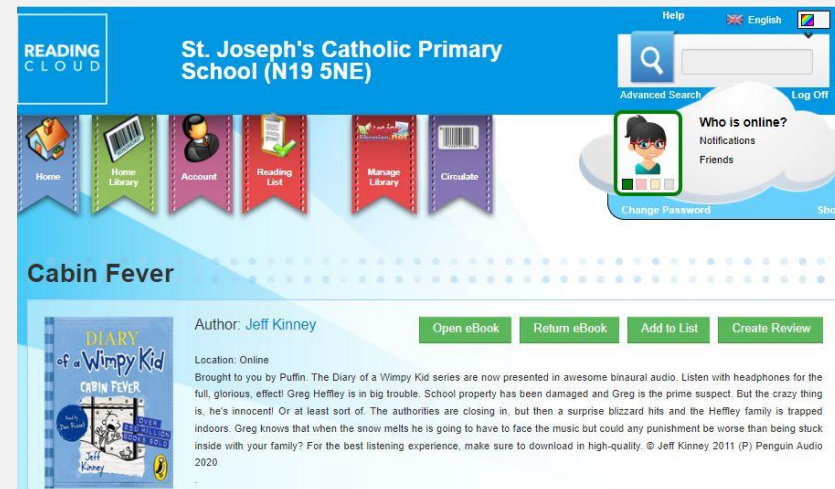 READING
CLOUD
St. Joseph's Catholic Primary
School (N19 5NE)
Help
English
Advanced Search
Log Off
Home
Home
Library
Account
Reading
List
Manage
Library
Circulate
Who is online?
Notifications
Friends
Change Password
Sho
Cabin Fever
DIARY
of a Wimpy Kid
CABIN FEVER
OVER
BOOKS SOLD
Jeff
Kinney
Author: Jeff Kinney
Open eBook
Return eBook
Add to List
Create Review
Location: Online
Brought to you by Puffin. The Diary of a Wimpy Kid series are now presented in awesome binaural audio. Listen with headphones for the
full, glorious, effect! Greg Heffley is in big trouble. School property has been damaged and Greg is the prime suspect. But the crazy thing
is, he's innocent! Or at least sort of. The authorities are closing in, but then a surprise blizzard hits and the Heffley family is trapped
indoors. Greg knows that when the snow melts he is going to have to face the music but could any punishment be worse than being stuck
inside with your family? For the best listening experience, make sure to download in high-quality. © Jeff Kinney 2011 (P) Penguin Audio
2020
.